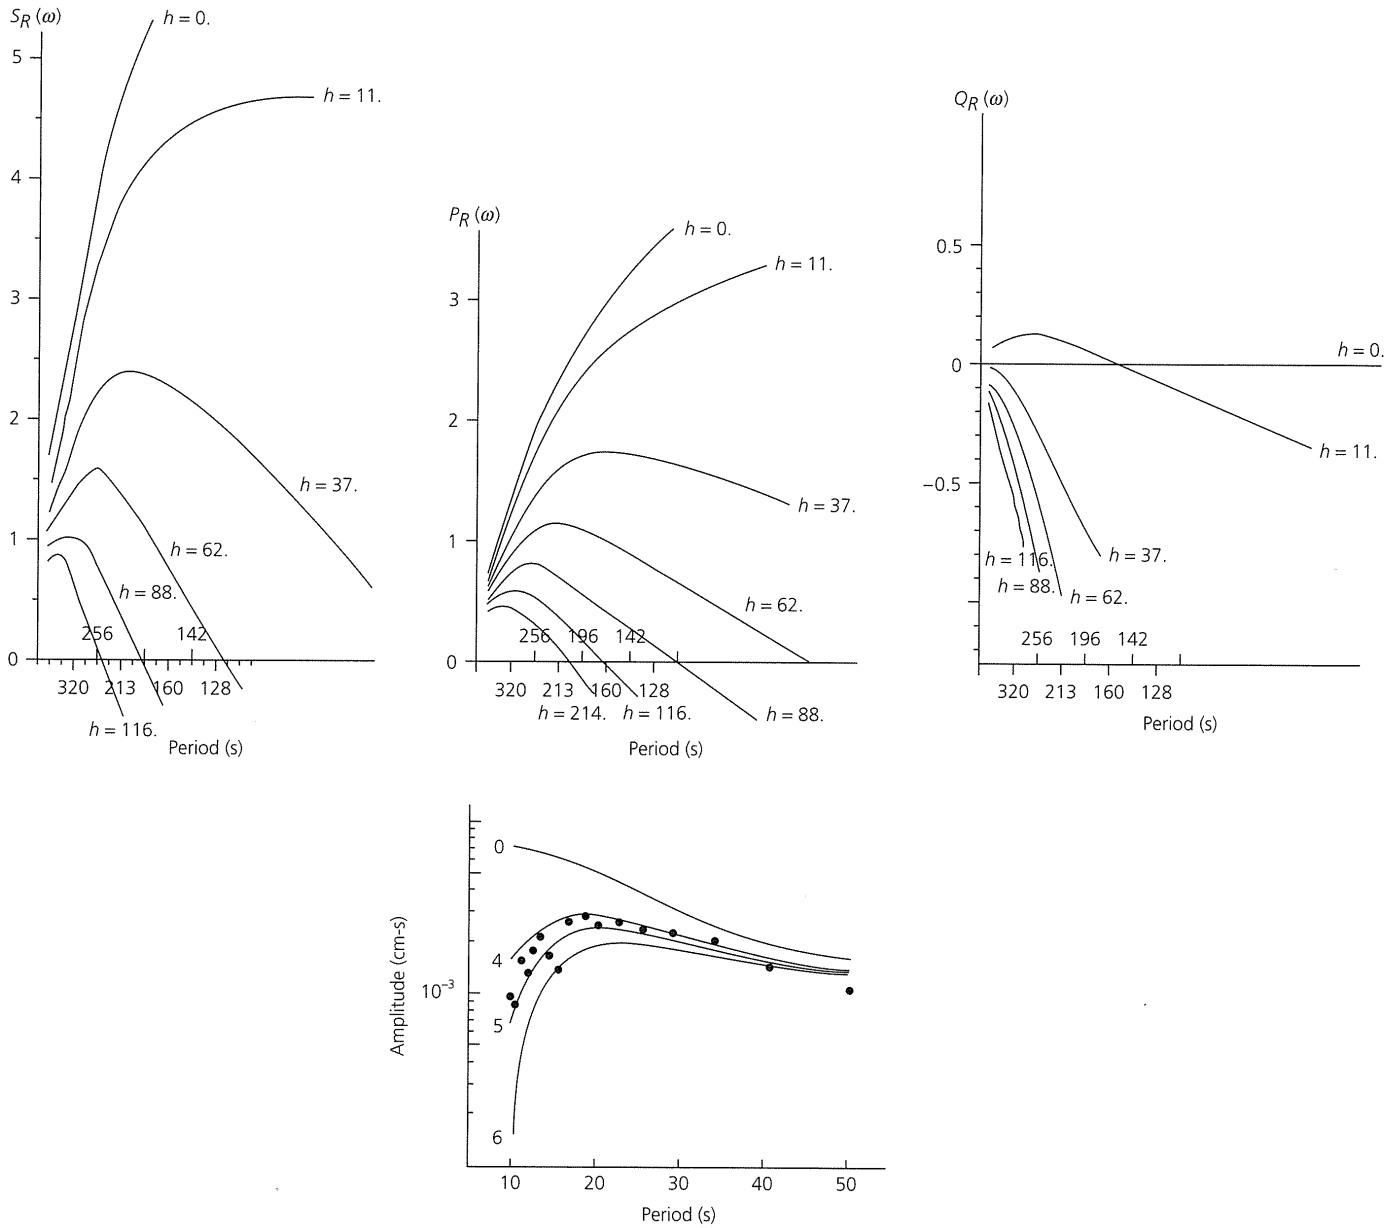 S_R (ω)
5
4
3
2
1
0
h = 0.
h = 11.
h = 37.
h = 62.
h = 88.
256 142
320 213 160 128
h = 116.
Period (s)
P_R (ω)
3
2
1
0
h = 0.
h = 11.
h = 37.
h = 62.
256 196 142
320 213 160 128
h = 214. h = 116. h = 88.
Period (s)
Q_R (ω)
0.5
0
−0.5
h = 0.
h = 11.
h = 37.
h = 116.
h = 88.
h = 62.
256 196 142
320 213 160 128
Period (s)
Amplitude (cm-s)
10⁻³
0
4
5
6
10 20 30 40 50
Period (s)